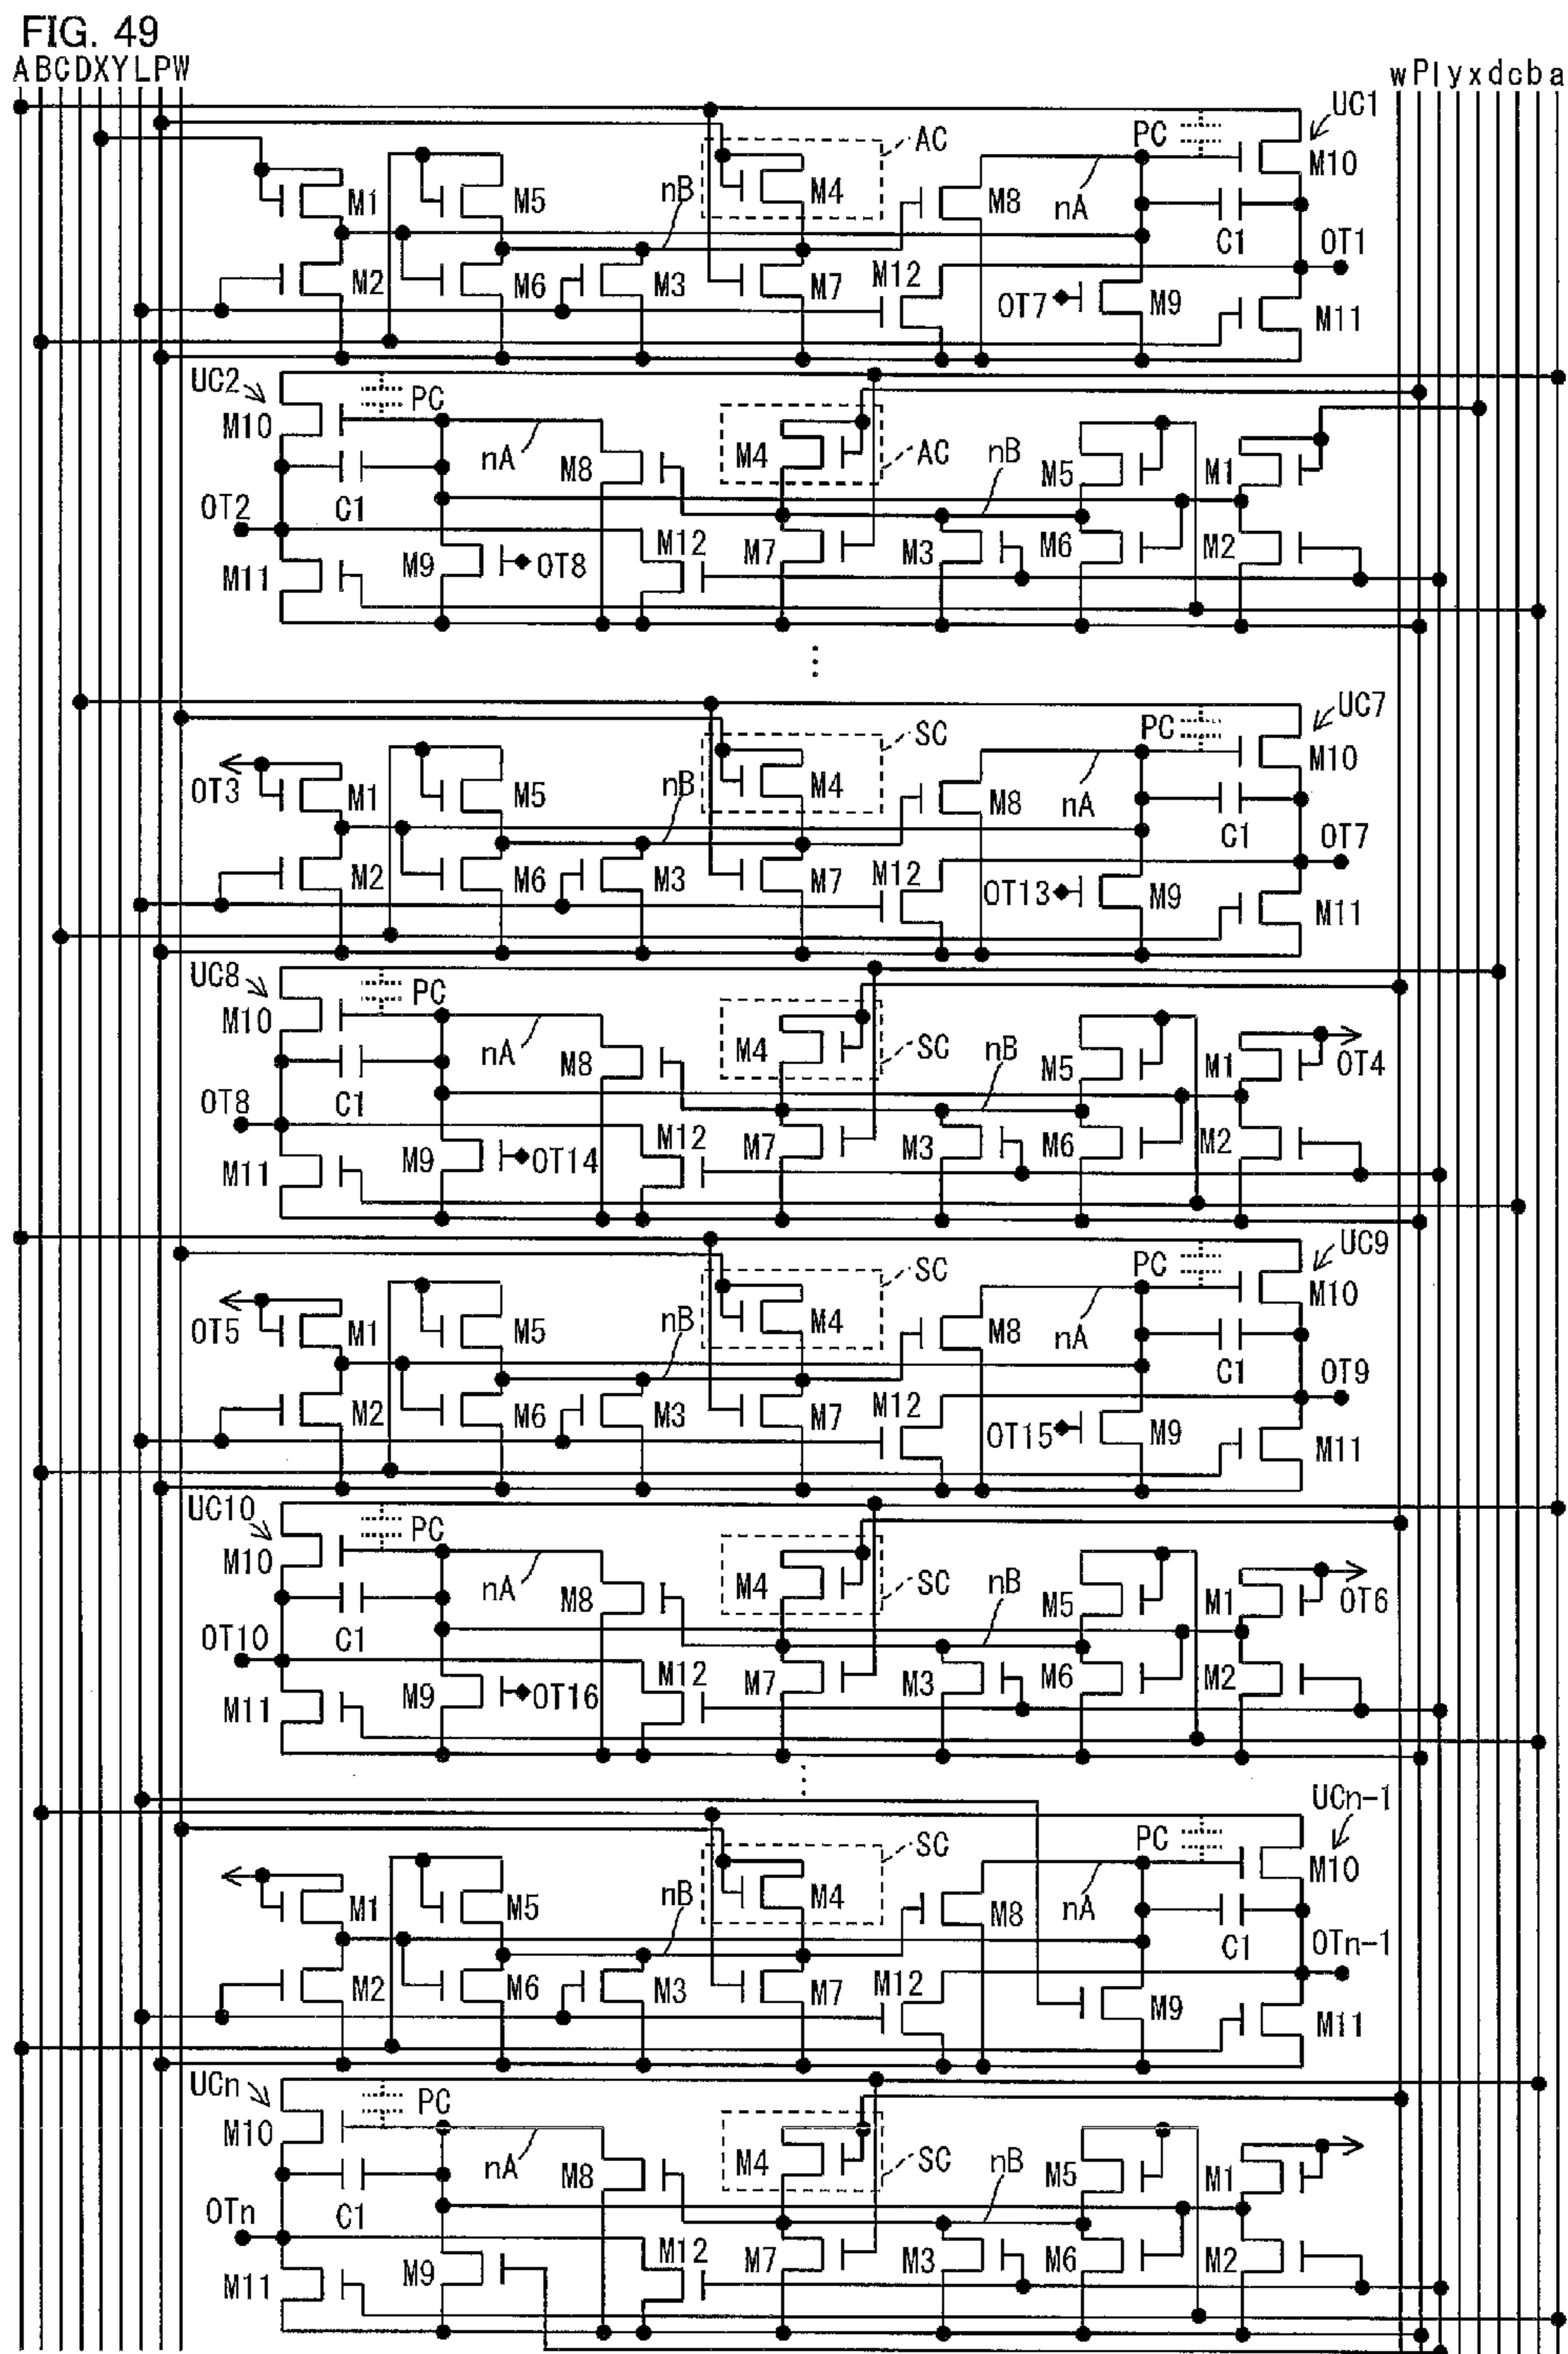 FIG. 49
A B C D X Y L P W
w P l y x d c b a
UC1
PC
AC
M10
M1 M5 nB M4 M8 nA
C1 OT1
M2 M6 M3 M7 M12 OT7 M9 M11
UC2
PC
M10 nA M8 M4 AC nB M5 M1
OT2 C1
M11 M9 OT8 M12 M7 M3 M6 M2
UC7
PC
SC
M10
OT3 M1 M5 nB M4 M8 nA
C1 OT7
M2 M6 M3 M7 M12 OT13 M9 M11
UC8
PC
M10 nA M8 M4 SC nB M5 M1 OT4
OT8 C1
M11 M9 OT14 M12 M7 M3 M6 M2
UC9
PC
SC
M10
OT5 M1 M5 nB M4 M8 nA
C1 OT9
M2 M6 M3 M7 M12 OT15 M9 M11
UC10
PC
M10 nA M8 M4 SC nB M5 M1 OT6
OT10 C1
M11 M9 OT16 M12 M7 M3 M6 M2
UCn-1
PC
SC
M10
M1 M5 nB M4 M8 nA
C1 OTn-1
M2 M6 M3 M7 M12 M9 M11
UCn
PC
M10 nA M8 M4 SC nB M5 M1
OTn C1
M11 M9 M12 M7 M3 M6 M2